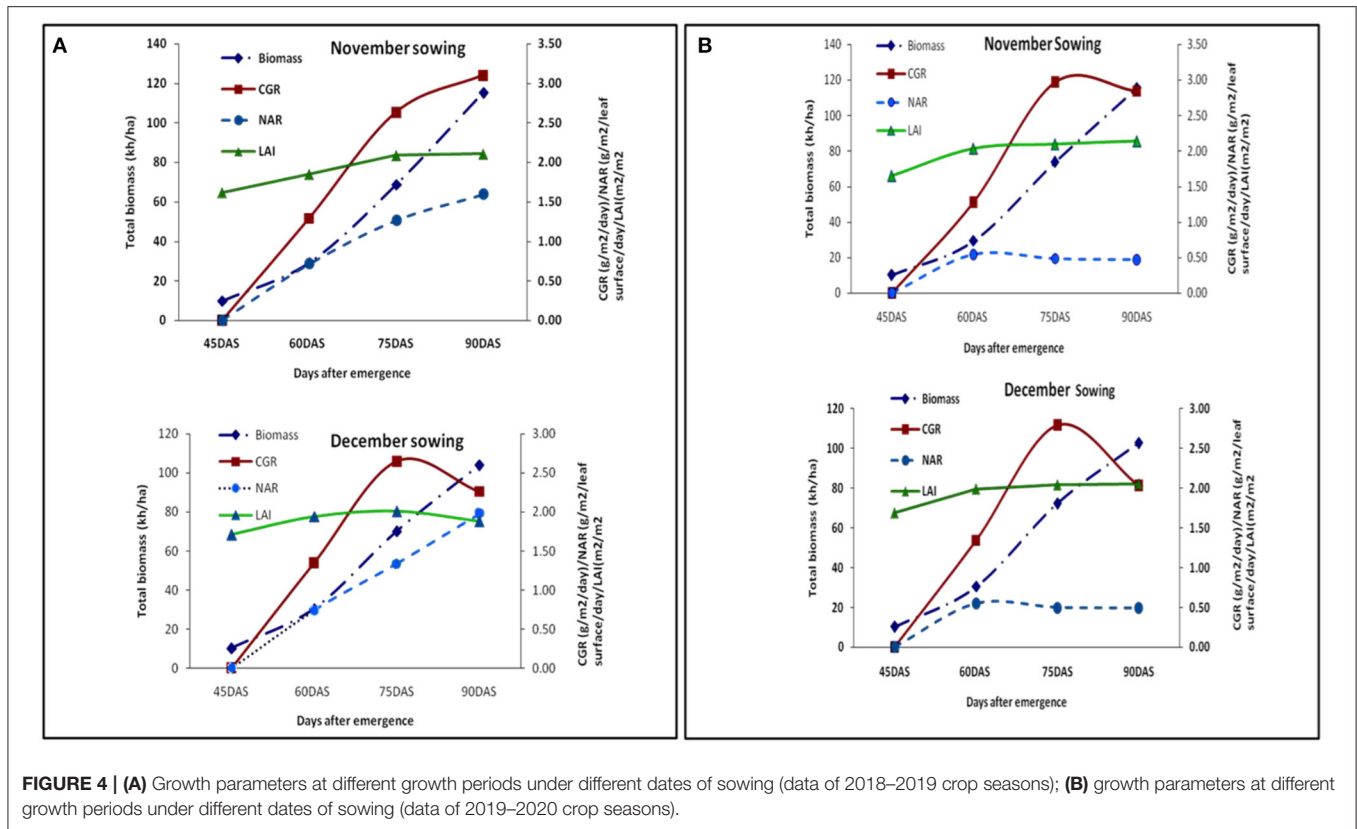 A
November Sowing
Biomass
CGR
NAR
LAI
Total biomass (kh/ha)
140
120
100
80
60
40
20
0
3.50
3.00
2.50
2.00
1.50
1.00
0.50
0.00
CGR (g/m2/day)/NAR (g/m2/leaf
surface/day/LAI(m2/m2
45DAS 60DAS 75DAS 90DAS
Days after emergence
December sowing
Biomass
CGR
NAR
LAI
Total biomass (kh/ha)
120
100
80
60
40
20
0
3.00
2.50
2.00
1.50
1.00
0.50
0.00
CGR (g/m2/day)/NAR (g/m2/leaf
surface/day/LAI(m2/m2
45DAS 60DAS 75DAS 90DAS
Days after emergence
B
November Sowing
Biomass
CGR
NAR
LAI
Total biomass (kh/ha)
140
120
100
80
60
40
20
0
3.50
3.00
2.50
2.00
1.50
1.00
0.50
0.00
CGR (g/m2/day)/NAR (g/m2/leaf
surface/day/LAI(m2/m2)
45DAS 60DAS 75DAS 90DAS
Days after emergence
December Sowing
Biomass
CGR
NAR
LAI
Total biomass (kh/ha)
120
100
80
60
40
20
0
3.00
2.50
2.00
1.50
1.00
0.50
0.00
CGR (g/m2/day)/NAR (g/m2/leaf
surface/day/LAI(m2/m2
45DAS 60DAS 75DAS 90DAS
Days after emergence
FIGURE 4 | (A) Growth parameters at different growth periods under different dates of sowing (data of 2018–2019 crop seasons); (B) growth parameters at different
growth periods under different dates of sowing (data of 2019–2020 crop seasons).